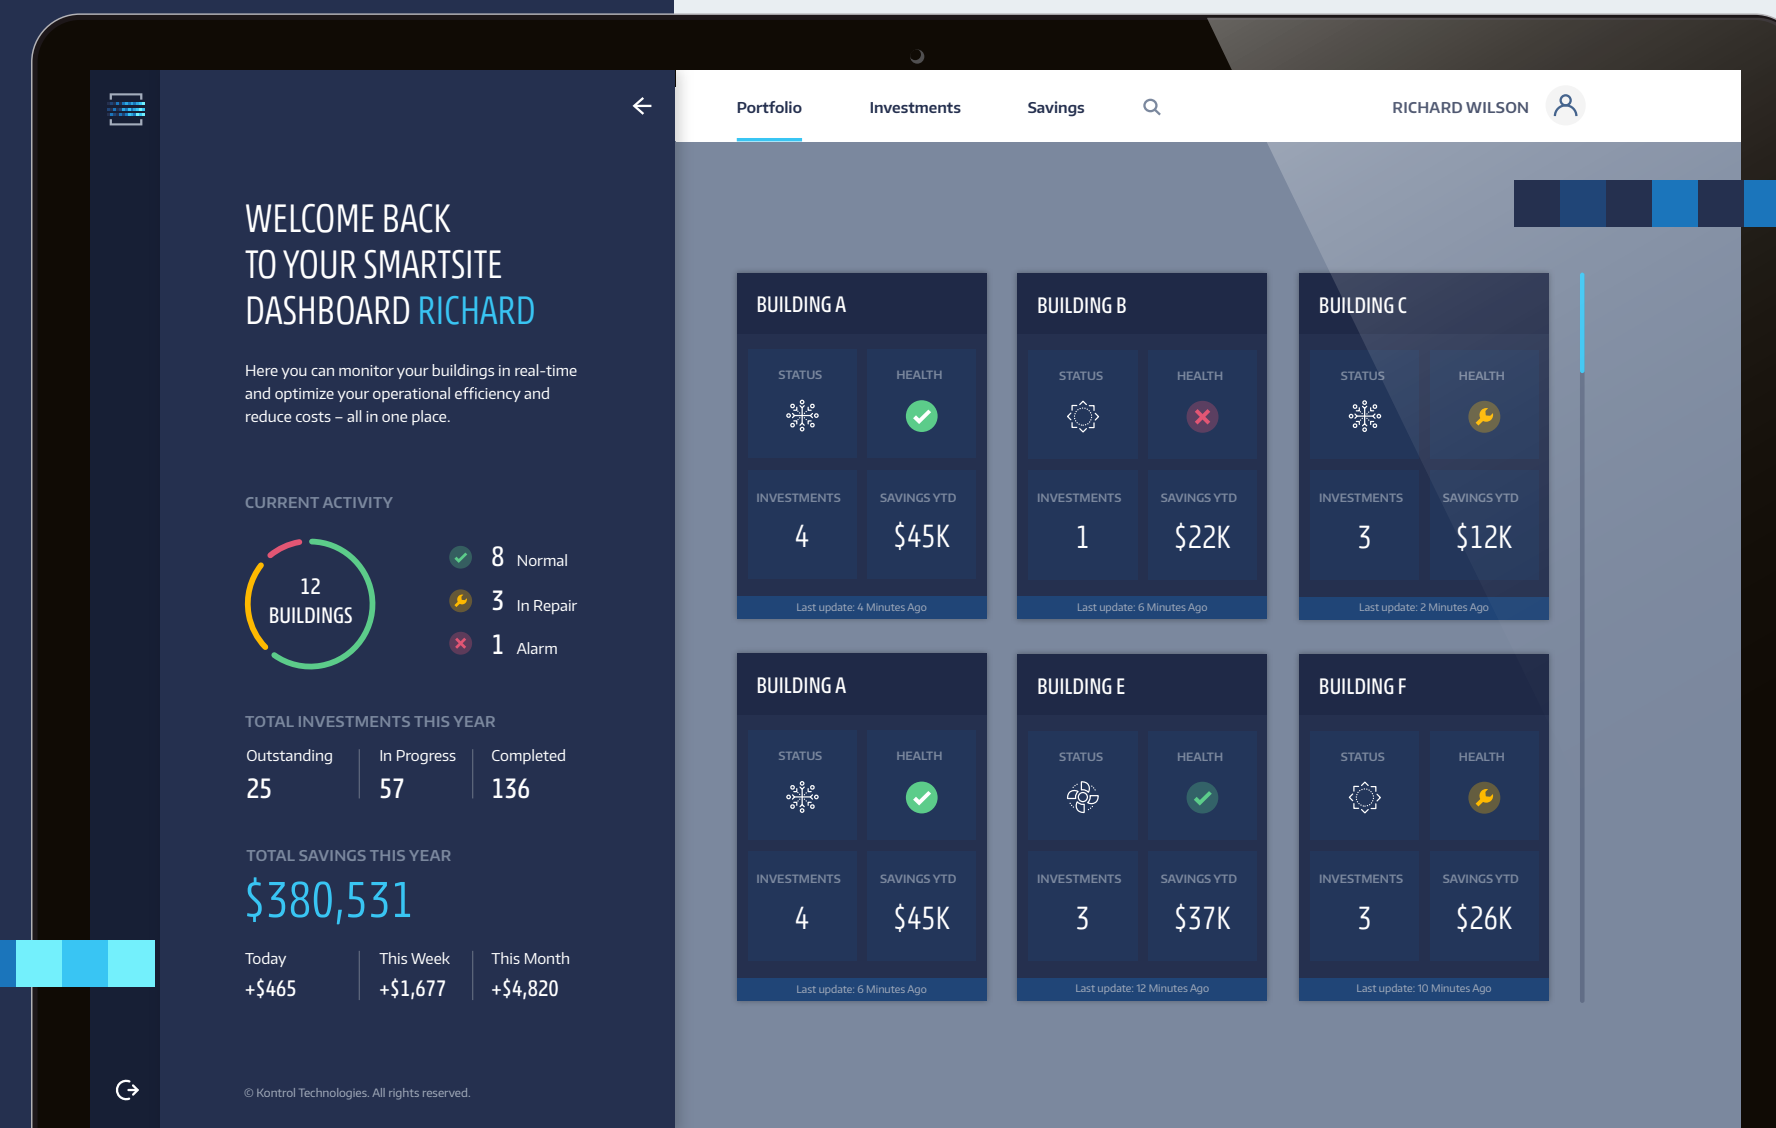 Portfolio
Investments
Savings
RICHARD WILSON
WELCOME BACK
TO YOUR SMARTSITE
DASHBOARD RICHARD
Here you can monitor your buildings in real-time
and optimize your operational efficiency and
reduce costs – all in one place.
CURRENT ACTIVITY
12
BUILDINGS
8 Normal
3 In Repair
1 Alarm
TOTAL INVESTMENTS THIS YEAR
Outstanding In Progress Completed
25 57 136
TOTAL SAVINGS THIS YEAR
$380,531
Today This Week This Month
+$465 +$1,677 +$4,820
© Kontrol Technologies. All rights reserved.
BUILDING A
STATUS HEALTH
INVESTMENTS SAVINGS YTD
4 $45K
Last update: 4 Minutes Ago
BUILDING B
STATUS HEALTH
INVESTMENTS SAVINGS YTD
1 $22K
Last update: 6 Minutes Ago
BUILDING C
STATUS HEALTH
INVESTMENTS SAVINGS YTD
3 $12K
Last update: 2 Minutes Ago
BUILDING A
STATUS HEALTH
INVESTMENTS SAVINGS YTD
4 $45K
Last update: 6 Minutes Ago
BUILDING E
STATUS HEALTH
INVESTMENTS SAVINGS YTD
3 $37K
Last update: 12 Minutes Ago
BUILDING F
STATUS HEALTH
INVESTMENTS SAVINGS YTD
3 $26K
Last update: 10 Minutes Ago